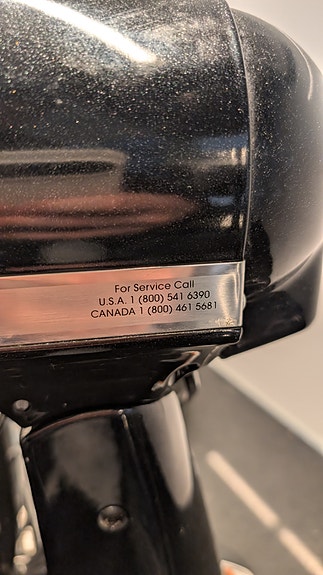 For Service Call
U.S.A. 1 (800) 541 6390
CANADA 1 (800) 461 5681